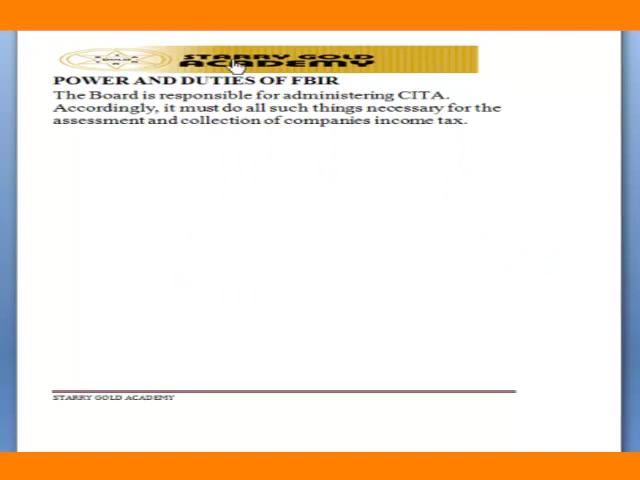 STARRY GOLD
ACADEMY
POWER AND DUTIES OF FBIR
The Board is responsible for administering CITA.
Accordingly, it must do all such things necessary for the
assessment and collection of companies income tax.
STARRY GOLD ACADEMY